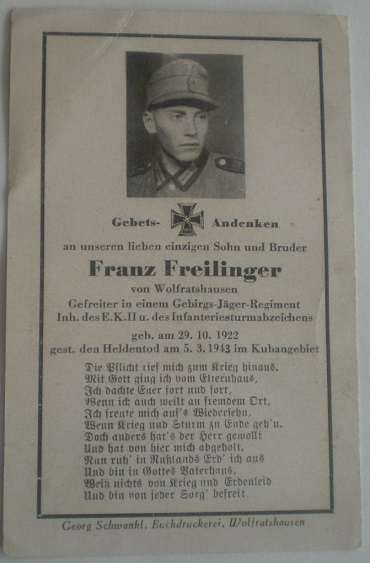 Gebets- Andenken
an unseren lieben einzigen Sohn und Bruder
Franz Freilinger
von Wolfratshausen
Gefreiter in einem Gebirgs-Jäger-Regiment
Inh. des E.K.II u. des Infanteriesturmabzeichens
geb. am 29. 10. 1922
gest. den Heldentod am 5. 3. 1943 im Kubangebiet
Die Pflicht rief mich zum Krieg hinaus,
Mit Gott ging ich vom Elternhaus,
Ich dachte Euer fort und fort,
Wenn ich auch weilt an fremdem Ort,
Ich freute mich auf's Wiedersehn,
Wenn Krieg und Sturm zu Ende geh'n.
Doch anders hat's der Herr gewollt
Und hat von hier mich abgeholt.
Nun ruh' in Rußlands Erd' ich aus
Und bin in Gottes Vaterhaus,
Weiß nichts von Krieg und Erdenleid
Und bin von jeder Sorg' befreit.
Georg Schwankl, Buchdruckerei, Wolfratshausen